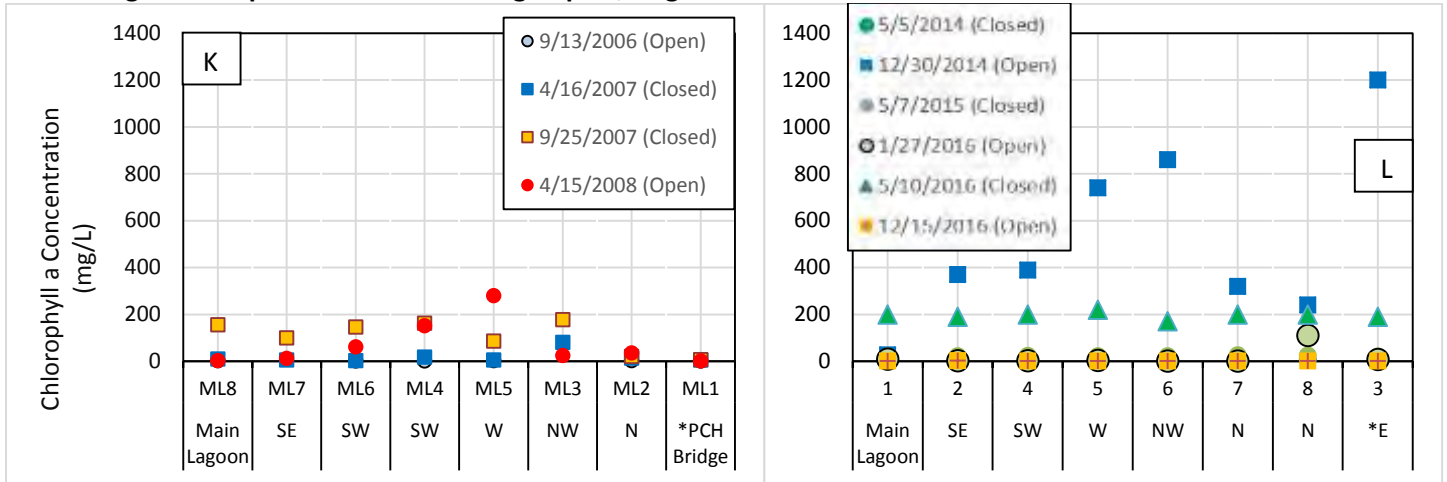 1400
1200
1000
800
600
400
200
0
Chlorophyll a Concentration
(mg/L)
K
9/13/2006 (Open)
4/16/2007 (Closed)
9/25/2007 (Closed)
4/15/2008 (Open)
ML8 ML7 ML6 ML4 ML5 ML3 ML2 ML1
Main SE SW SW W NW N *PCH
Lagoon Bridge
1400
1200
1000
800
600
400
200
0
5/5/2014 (Closed)
12/30/2014 (Open)
5/7/2015 (Closed)
1/27/2016 (Open)
5/10/2016 (Closed)
12/15/2016 (Open)
L
1 2 4 5 6 7 8 3
Main SE SW W NW N N *E
Lagoon